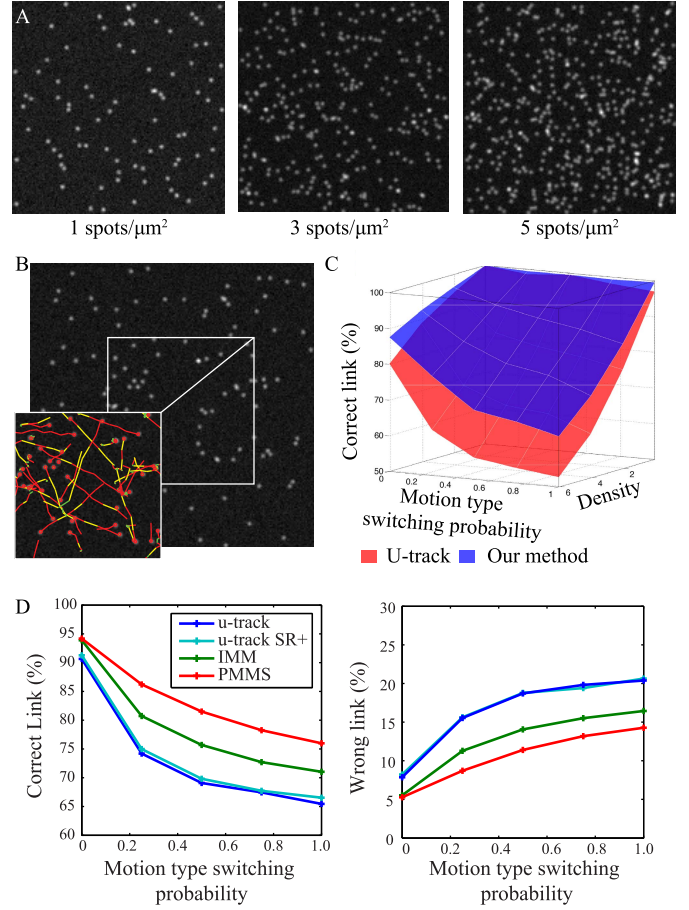 A
1 spots/μm²
3 spots/μm²
5 spots/μm²
B
C
Correct link (%)
100
90
80
70
60
50
0
0.2
0.4
0.6
0.8
1
6
4
2
Motion type
switching probability
Density
U-track
Our method
D
Correct Link (%)
100
95
90
85
80
75
70
65
60
u-track
u-track SR+
IMM
PMMS
0
0.2
0.4
0.6
0.8
1.0
Motion type switching
probability
Wrong link (%)
30
25
20
15
10
5
0
0
0.2
0.4
0.6
0.8
1.0
Motion type switching
probability